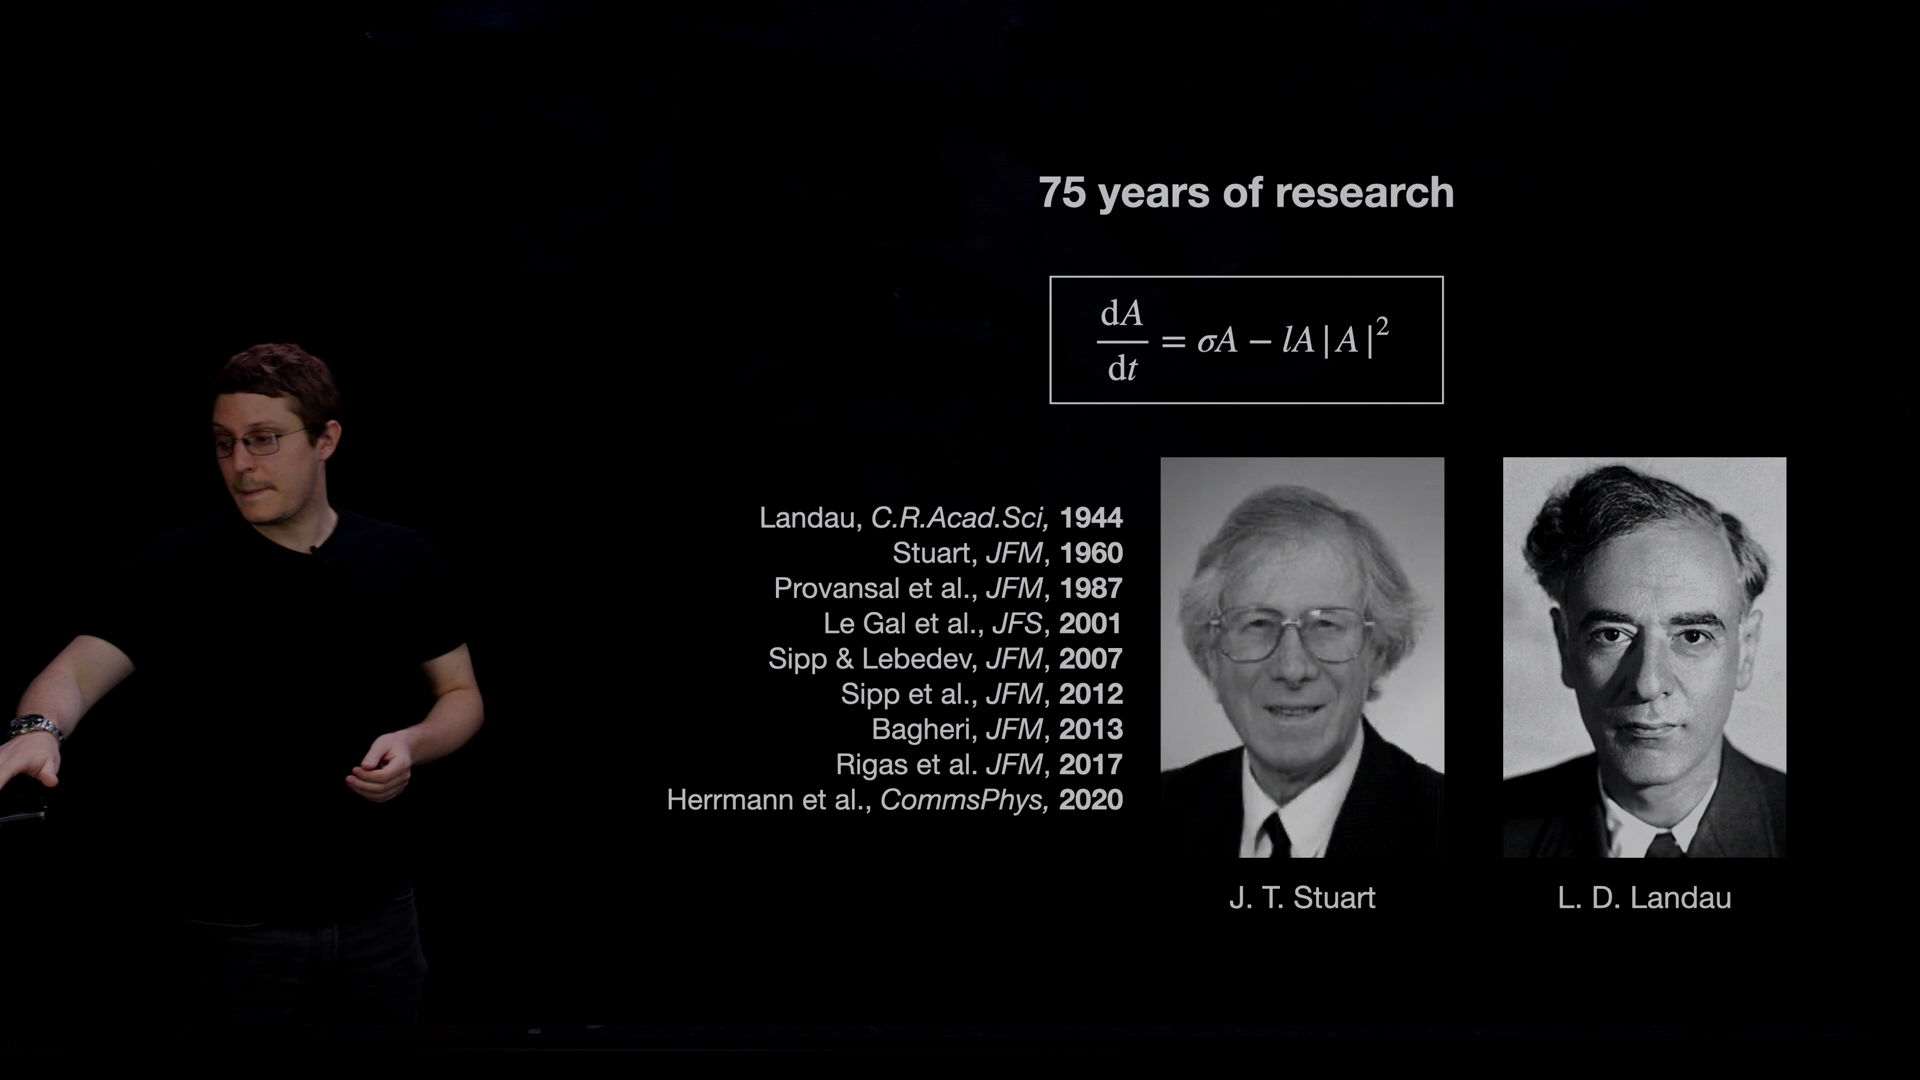 75 years of research
dA/dt = σA − lA|A|²
Landau, C.R.Acad.Sci, 1944
Stuart, JFM, 1960
Provansal et al., JFM, 1987
Le Gal et al., JFS, 2001
Sipp & Lebedev, JFM, 2007
Sipp et al., JFM, 2012
Bagheri, JFM, 2013
Rigas et al. JFM, 2017
Herrmann et al., CommsPhys, 2020
J. T. Stuart
L. D. Landau